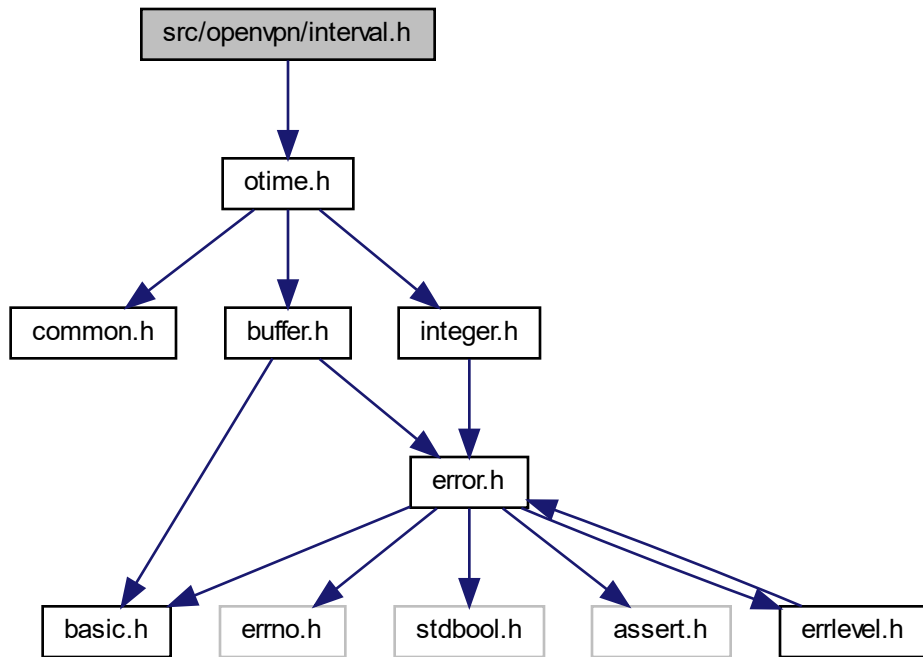 src/openvpn/interval.h
otime.h
common.h
buffer.h
integer.h
error.h
basic.h
errno.h
stdbool.h
assert.h
errlevel.h